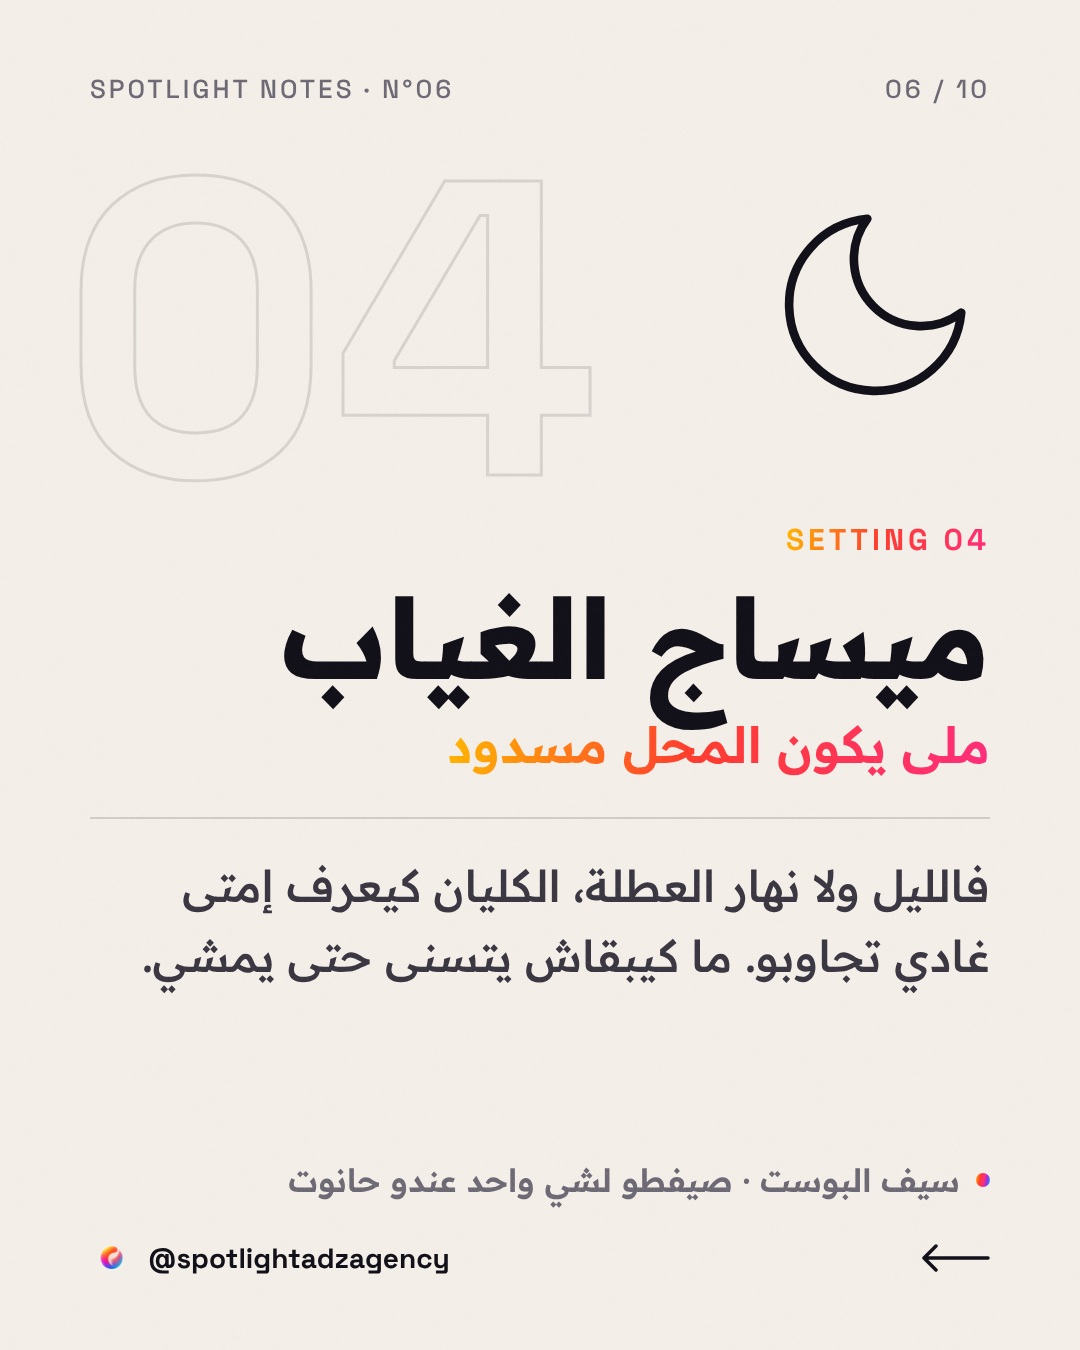 SPOTLIGHT NOTES · N°06
06 / 10
04
SETTING 04
ميساج الغياب
ملى يكون المحل مسدود
فالليل ولا نهار العطلة، الكليان كيعرف إمتى
غادي تجاوبو. ما كيبقاش يتسنى حتى يمشي.
سيف البوست · صيفطو لشي واحد عندو حانوت
@spotlightadzagency